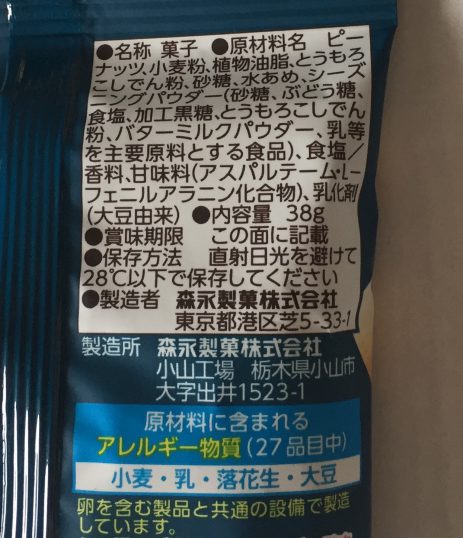 ●名称 菓子 ●原材料名 ピー
ナッツ、小麦粉、植物油脂、とうもろ
こしでん粉、砂糖、水あめ、シーズ
ニングパウダー(砂糖、ぶどう糖、
食塩、加工黒糖、とうもろこしでん
粉、バターミルクパウダー、乳等
を主要原料とする食品)、食塩/
香料、甘味料(アスパルテーム・L-
フェニルアラニン化合物)、乳化剤
(大豆由来) ●内容量 38g
●賞味期限 この面に記載
●保存方法 直射日光を避けて
28℃以下で保存してください
●製造者 森永製菓株式会社
東京都港区芝5-33-1
製造所 森永製菓株式会社
小山工場 栃木県小山市
大字出井1523-1
原材料に含まれる
アレルギー物質(27品目中)
小麦・乳・落花生・大豆
卵を含む製品と共通の設備で製造
しています。